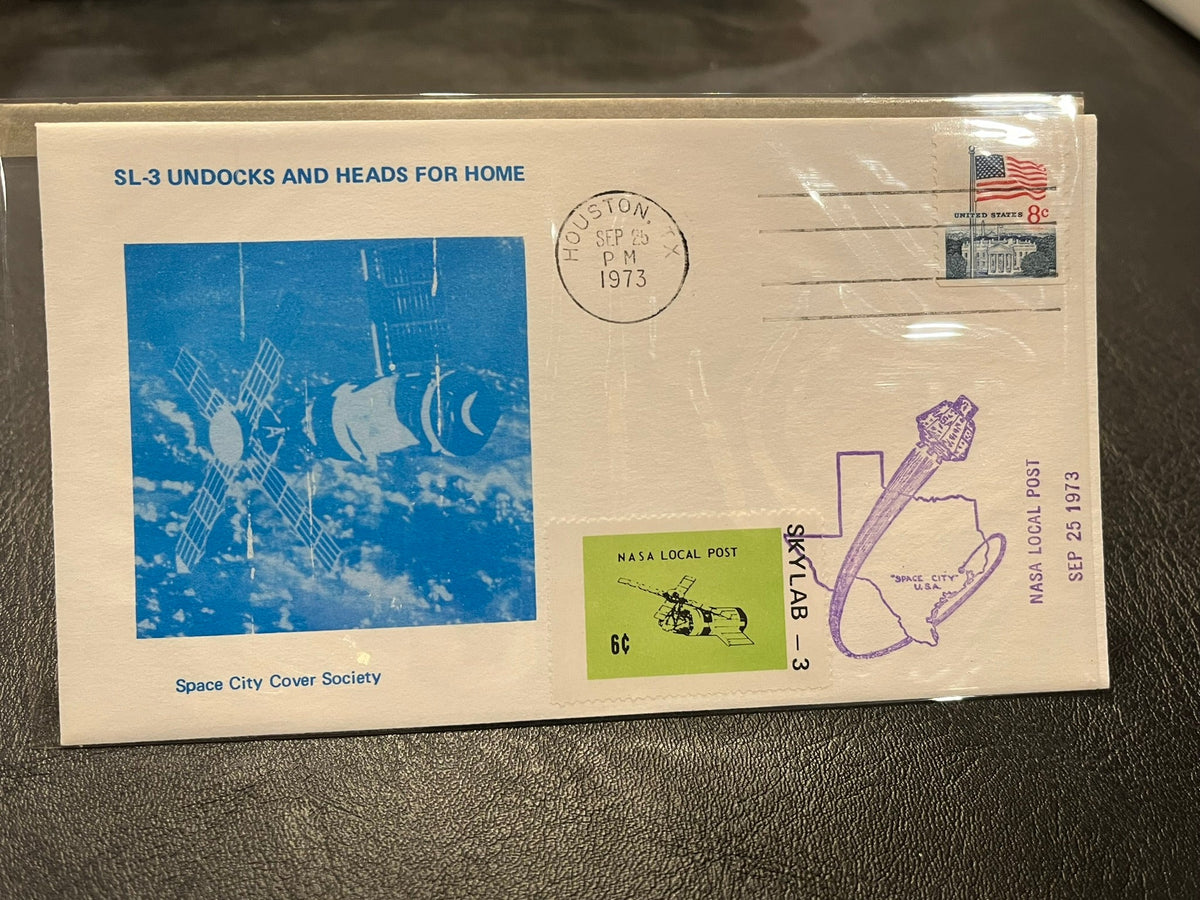 SL-3 UNDOCKS AND HEADS FOR HOME
HOUSTON, TX
SEP 25
PM
1973
UNITED STATES 8c
NASA LOCAL POST
6¢
SKYLAB - 3
"SPACE CITY"
U.S.A.
NASA LOCAL POST
SEP 25 1973
Space City Cover Society